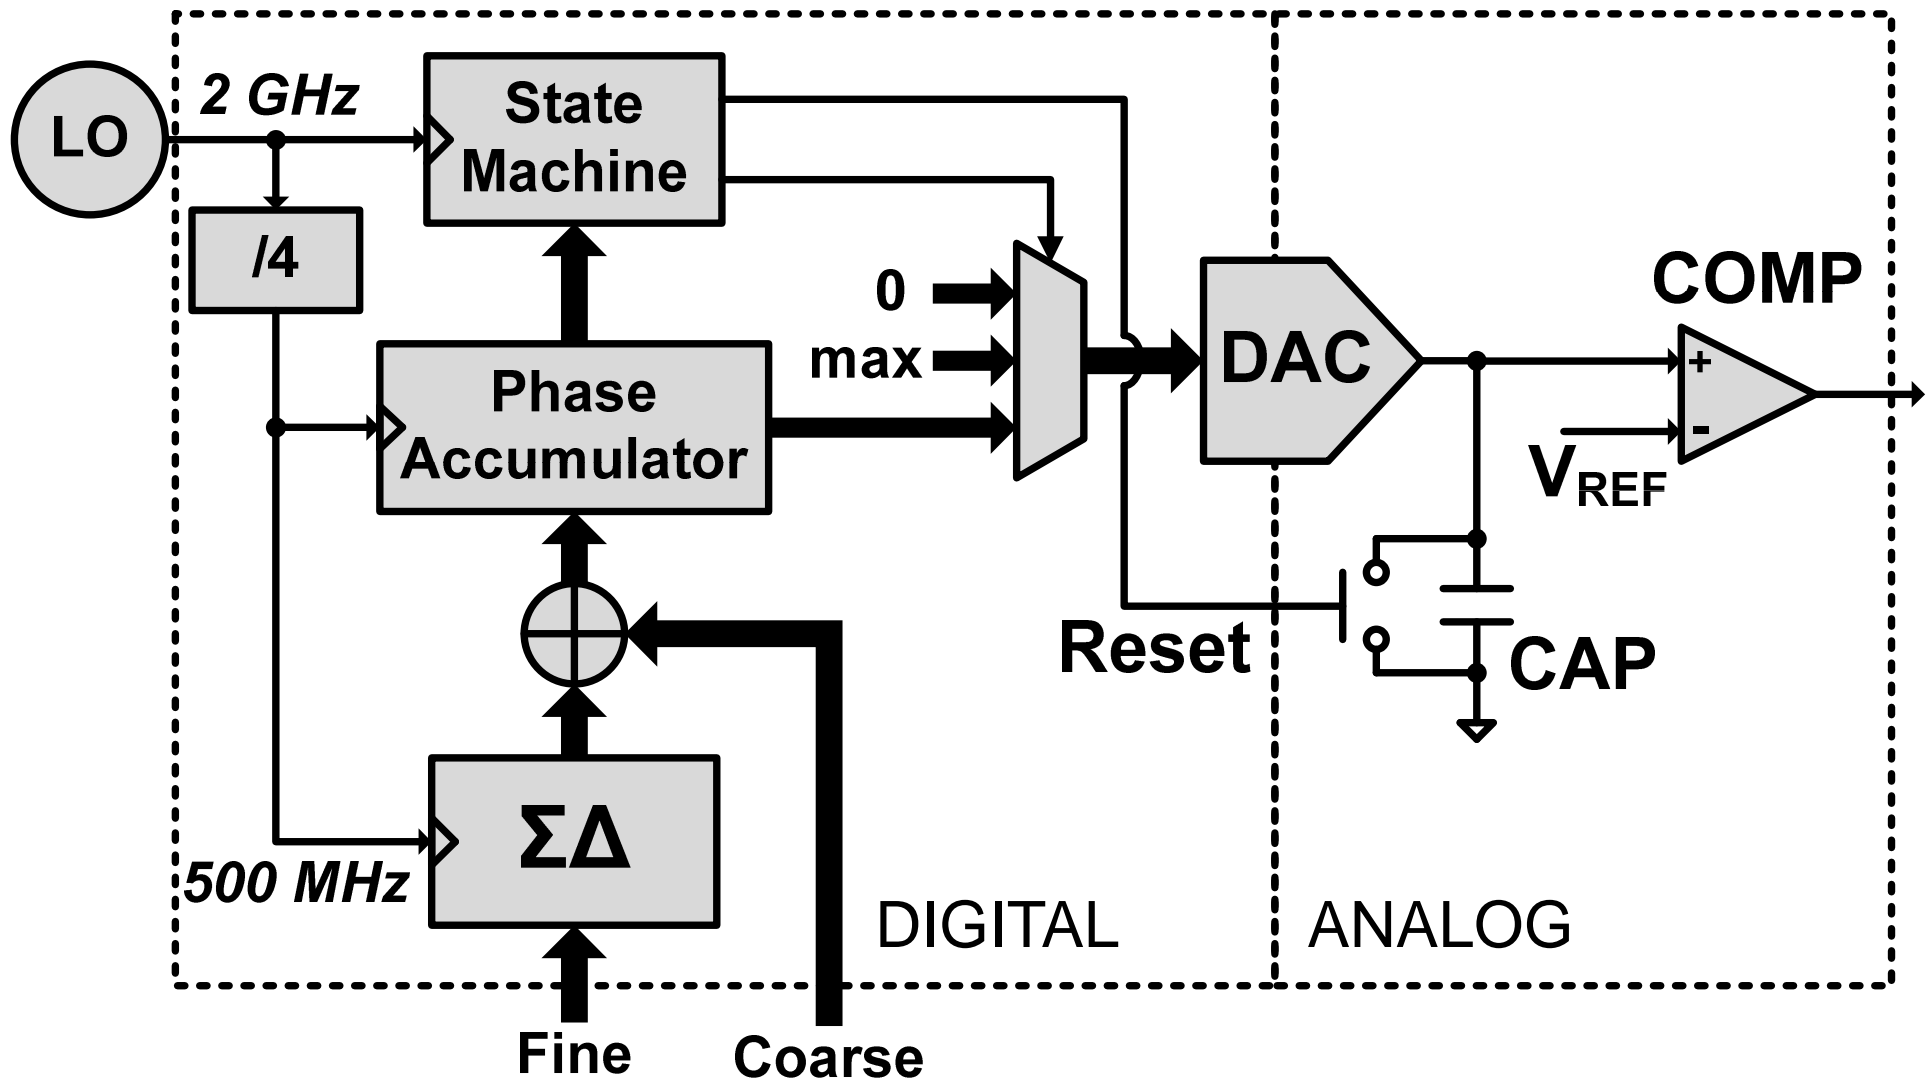 LO
2 GHz
State
Machine
/4
0
max
Phase
Accumulator
DAC
COMP
+
-
VREF
Reset
CAP
ΣΔ
500 MHz
DIGITAL
ANALOG
Fine
Coarse